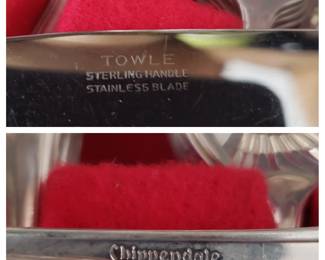 TOWLE
STERLING HANDLE
STAINLESS BLADE
Chippendale